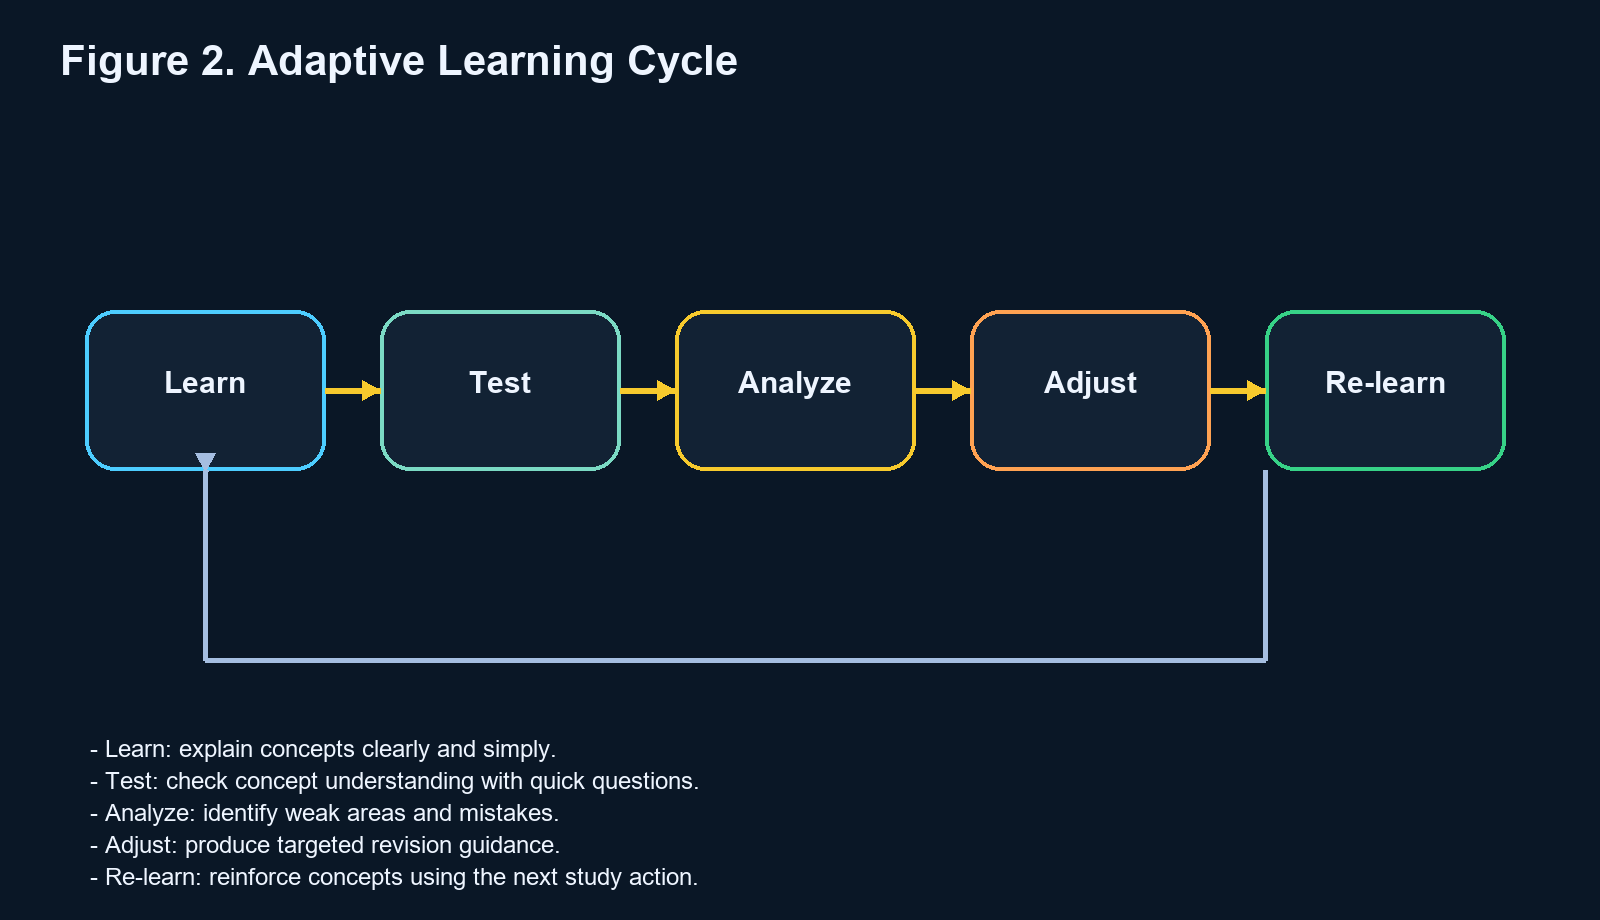 Figure 2. Adaptive Learning Cycle
Learn
Test
Analyze
Adjust
Re-learn
- Learn: explain concepts clearly and simply.
- Test: check concept understanding with quick questions.
- Analyze: identify weak areas and mistakes.
- Adjust: produce targeted revision guidance.
- Re-learn: reinforce concepts using the next study action.